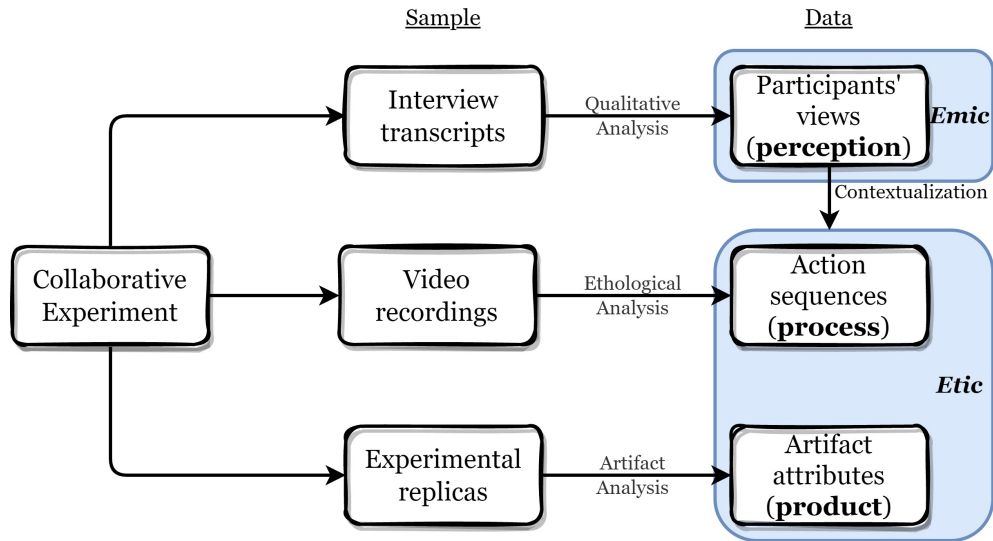 Sample
Data
Interview
transcripts
Qualitative
Analysis
Participants'
views
(perception)
Emic
Contextualization
Collaborative
Experiment
Video
recordings
Ethological
Analysis
Action
sequences
(process)
Etic
Experimental
replicas
Artifact
Analysis
Artifact
attributes
(product)